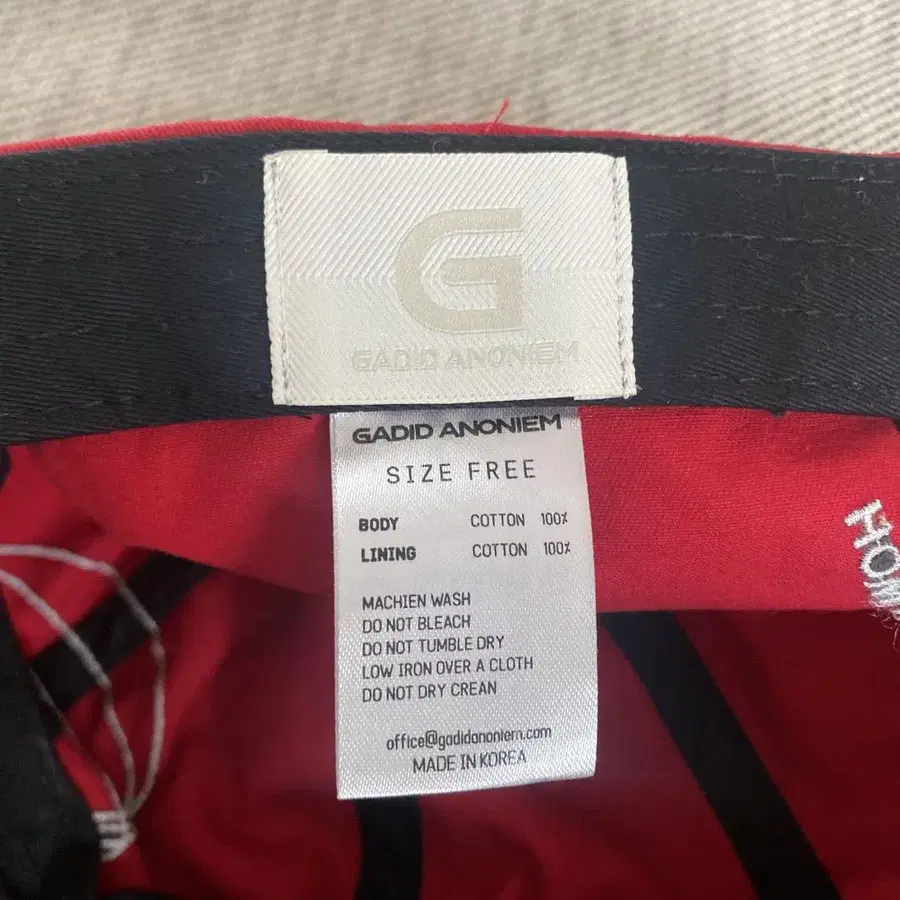 G
GADID ANONIEM
GADID ANONIEM
SIZE FREE
BODY COTTON 100%
LINING COTTON 100%
MACHIEN WASH
DO NOT BLEACH
DO NOT TUMBLE DRY
LOW IRON OVER A CLOTH
DO NOT DRY CREAN
office@gadidanoniem.com
MADE IN KOREA